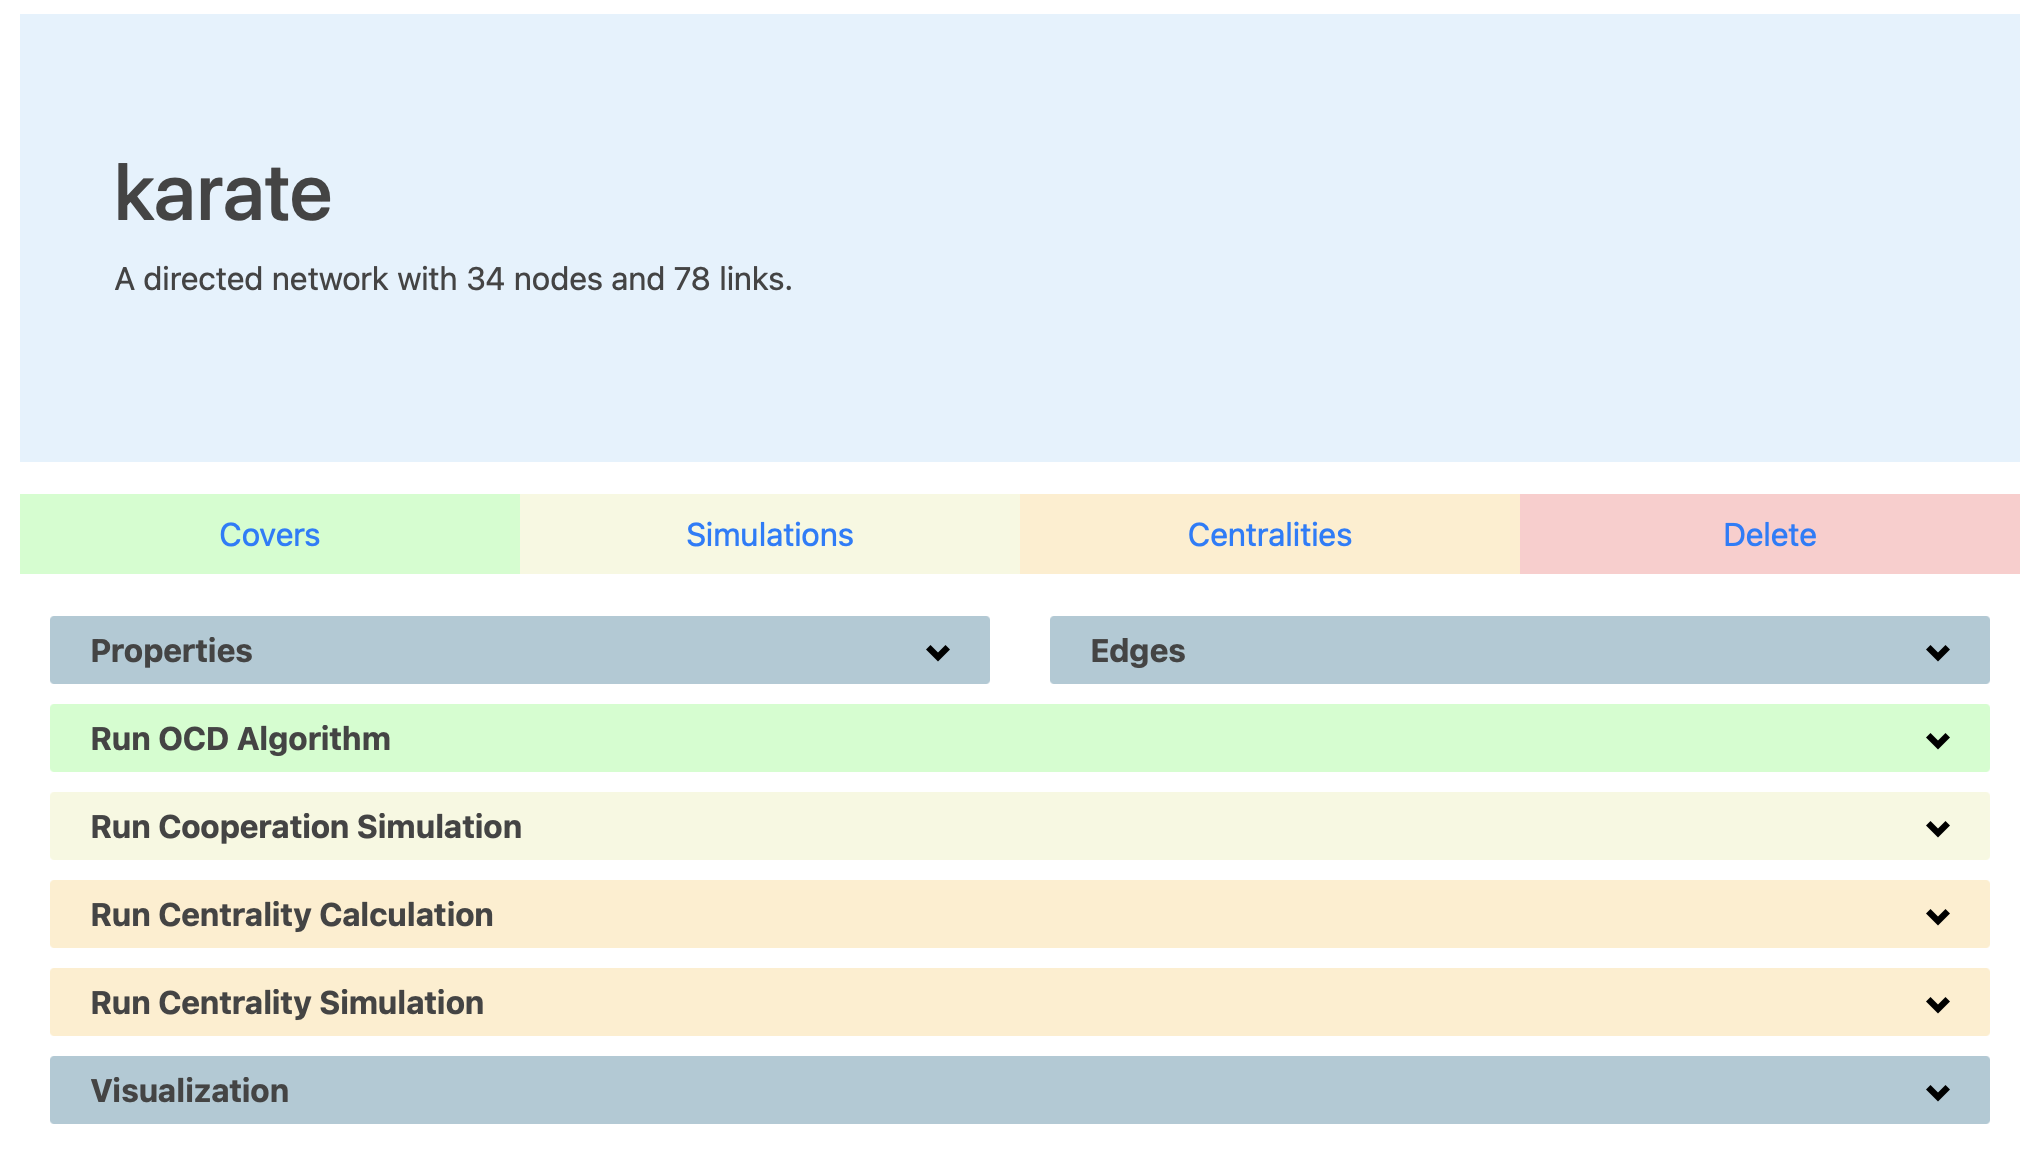 karate
A directed network with 34 nodes and 78 links.
Covers
Simulations
Centralities
Delete
Properties
Edges
Run OCD Algorithm
Run Cooperation Simulation
Run Centrality Calculation
Run Centrality Simulation
Visualization